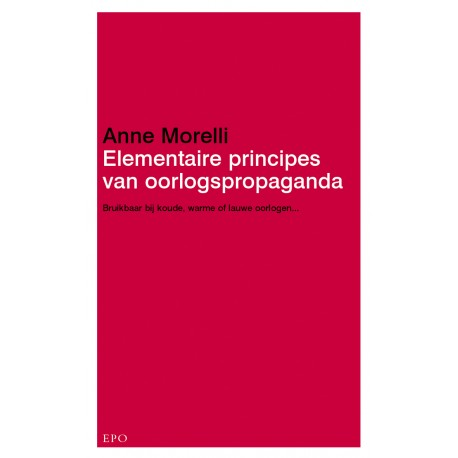 Anne Morelli
Elementaire principes
van oorlogspropaganda
Bruikbaar bij koude, warme of lauwe oorlogen...
EPO